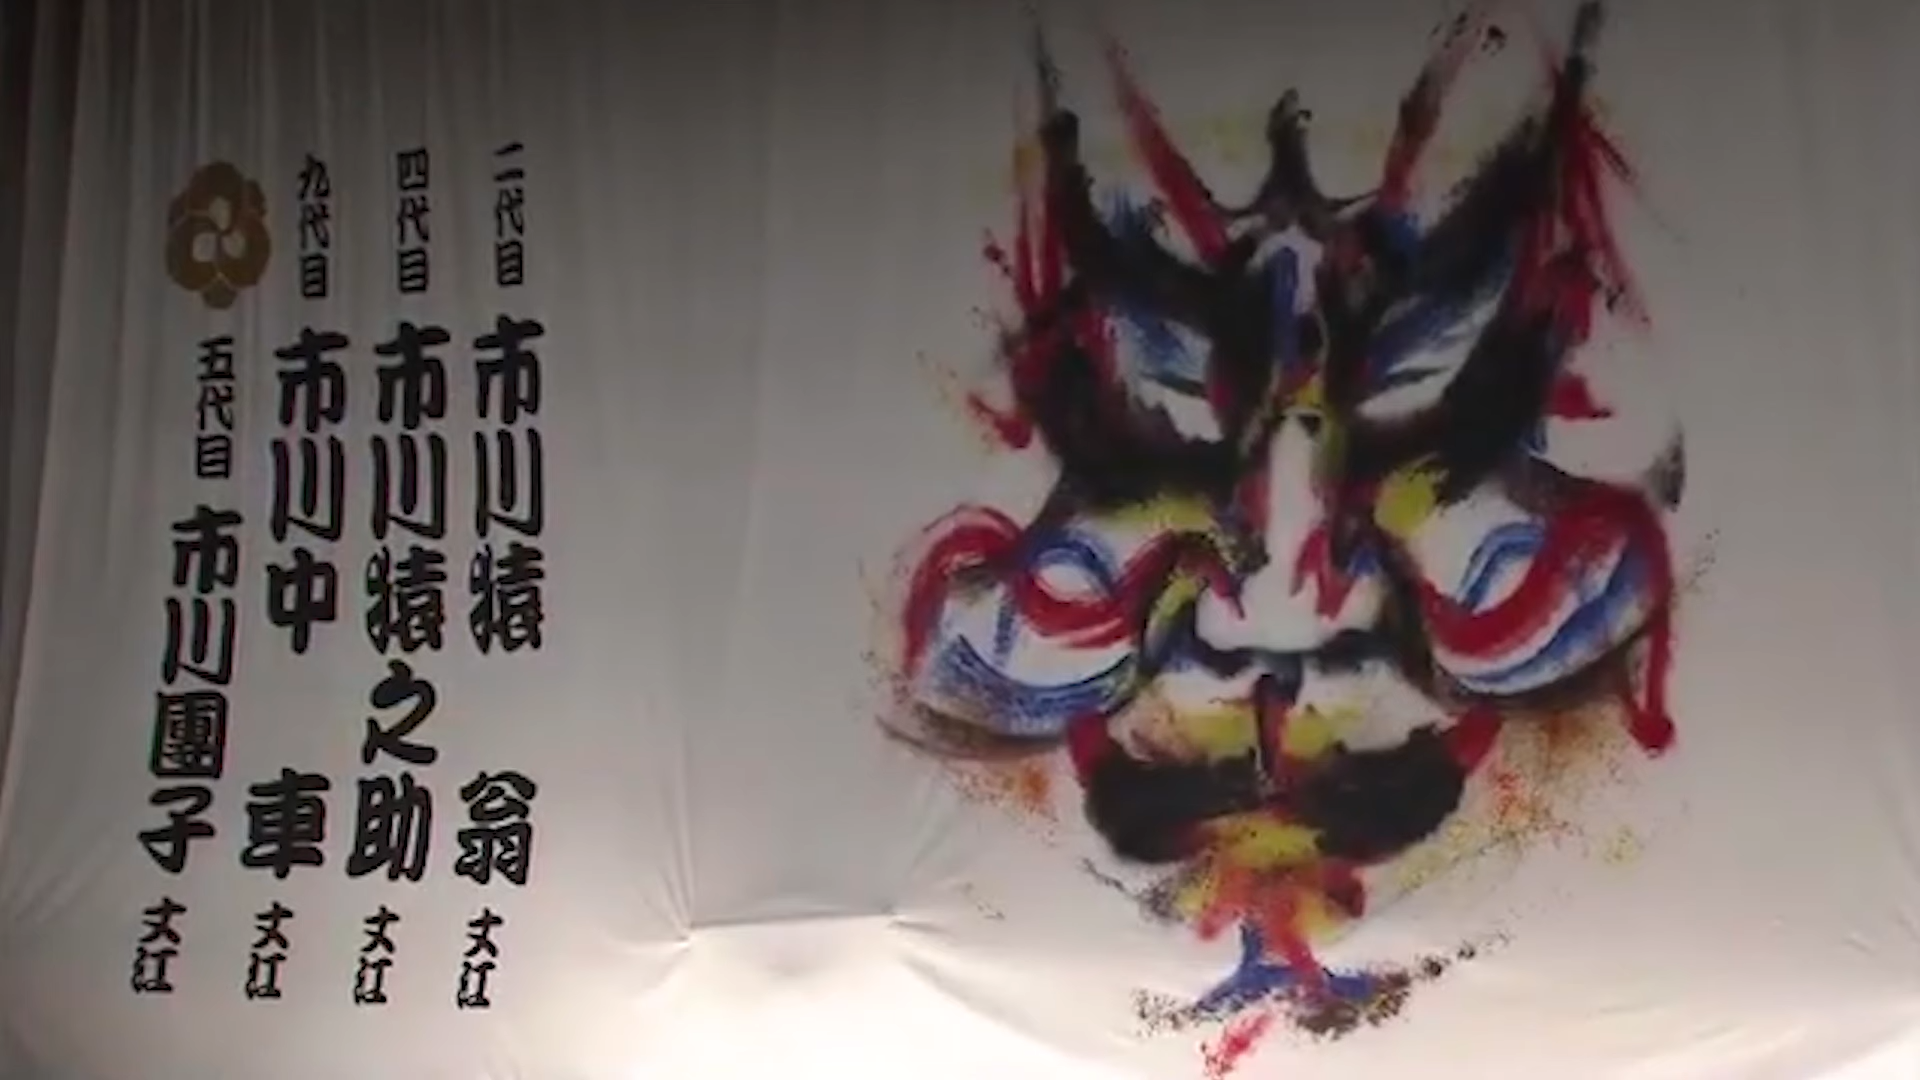 二代目 市川猿翁 丈江
四代目 市川猿之助 丈江
九代目 市川中車 丈江
五代目 市川團子 丈江